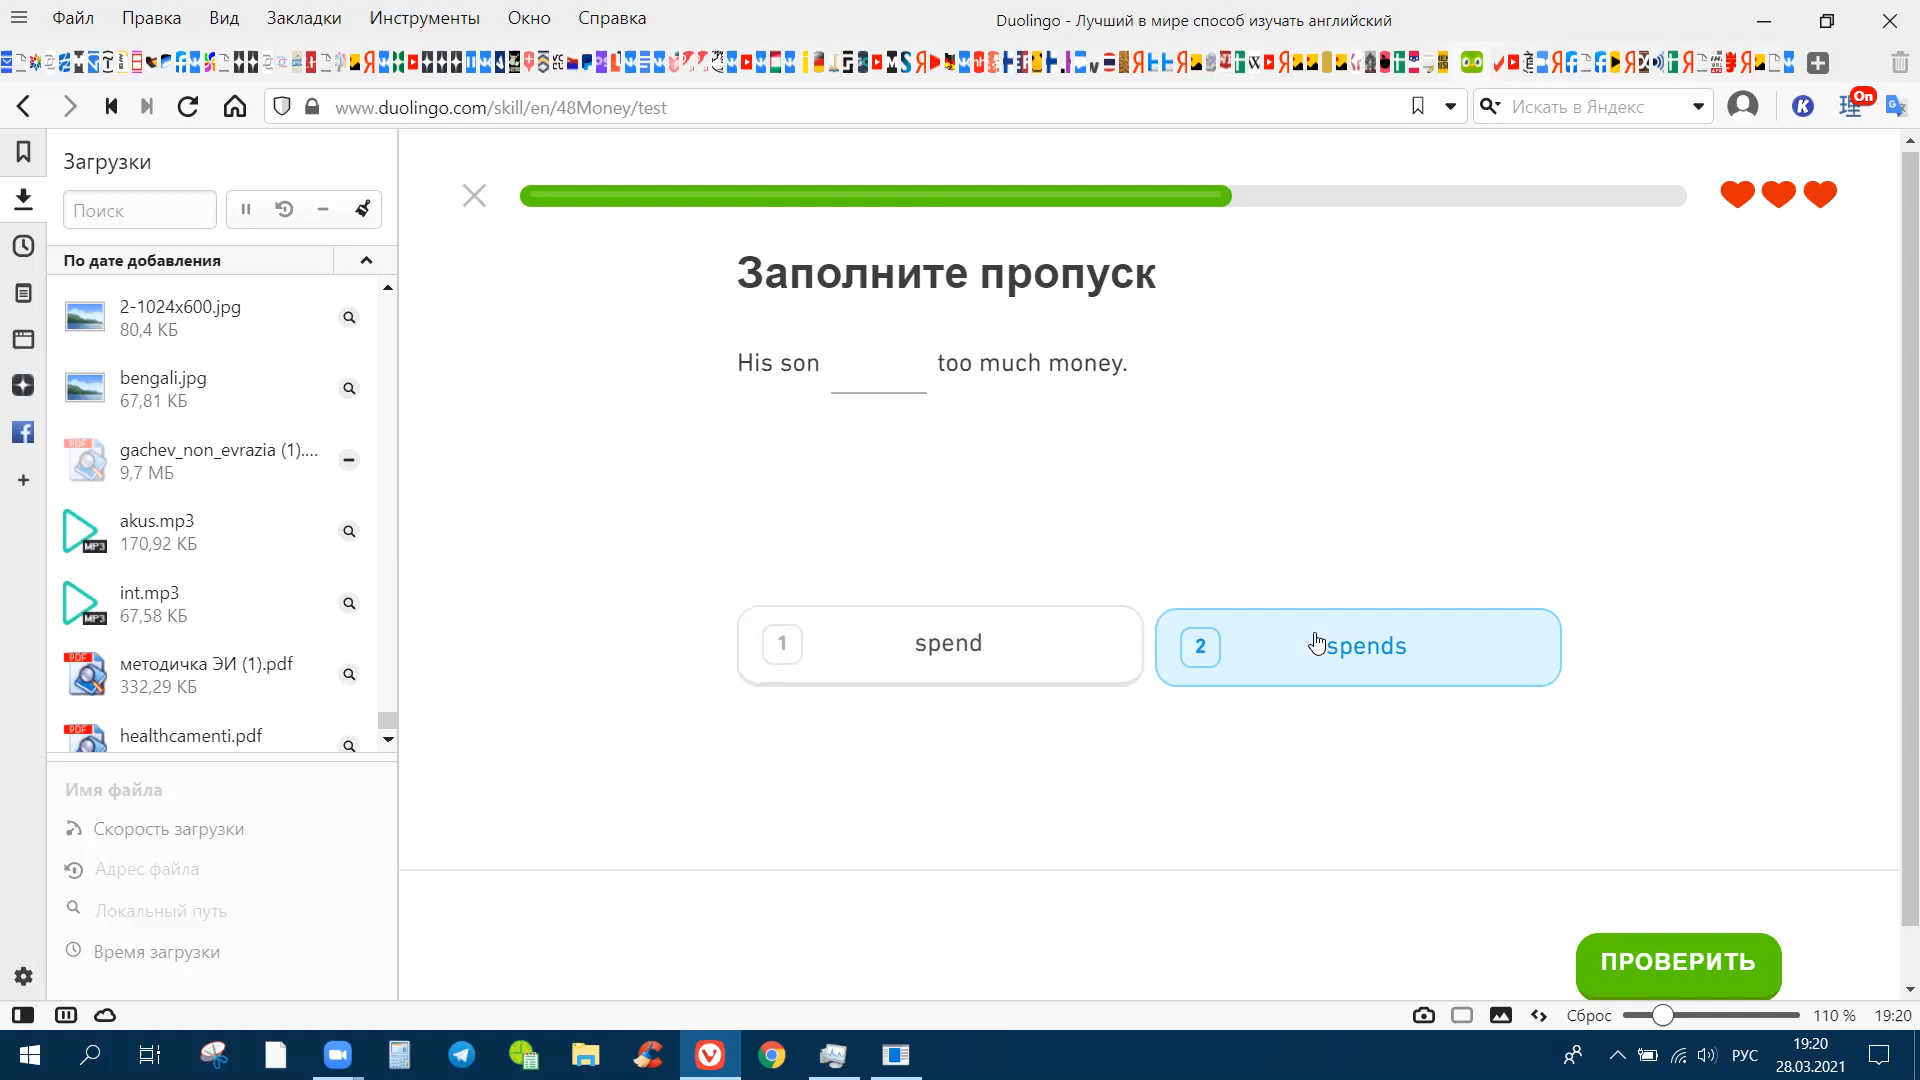 Файл Правка Вид Закладки Инструменты Окно Справка
Duolingo - Лучший в мире способ изучать английский
www.duolingo.com/skill/en/48Money/test
Искать в Яндекс
On
Загрузки
Поиск
По дате добавления
2-1024x600.jpg
80,4 КБ
bengali.jpg
67,81 КБ
gachev_non_evrazia (1)....
9,7 МБ
akus.mp3
170,92 КБ
int.mp3
67,58 КБ
методичка ЭИ (1).pdf
332,29 КБ
healthcamenti.pdf
Имя файла
Скорость загрузки
Адрес файла
Локальный путь
Время загрузки
Заполните пропуск
His son too much money.
1 spend
2 spends
ПРОВЕРИТЬ
Сброс 110 % 19:20
РУС
19:20
28.03.2021